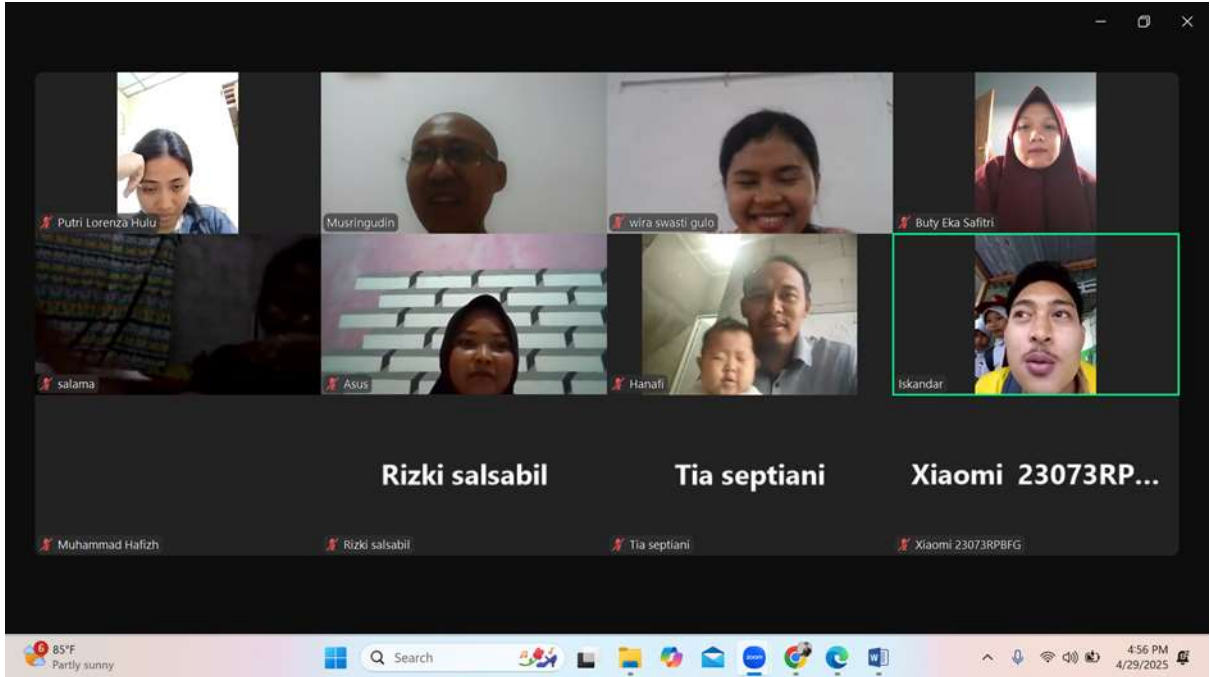 Putri Lorenza Hulu
Musringudin
wira swasti gulo
Buty Eka Safitri
salama
Asus
Hanafi
Iskandar
Rizki salsabil
Tia septiani
Xiaomi 23073RP...
Muhammad Hafizh
Rizki salsabil
Tia septiani
Xiaomi 23073RPBFG
6
85°F
Partly sunny
Search
zoom
W
4:56 PM
4/29/2025